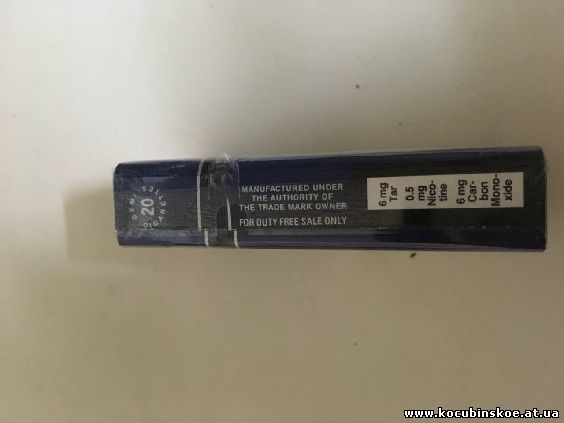 20
CIGARETTES
MANUFACTURED UNDER
THE AUTHORITY OF
THE TRADE MARK OWNER
FOR DUTY FREE SALE ONLY
6 mg
Tar
0.5
mg
Nico-
tine
6 mg
Car-
bon
Mono-
xide
www.kocubinskoe.at.ua